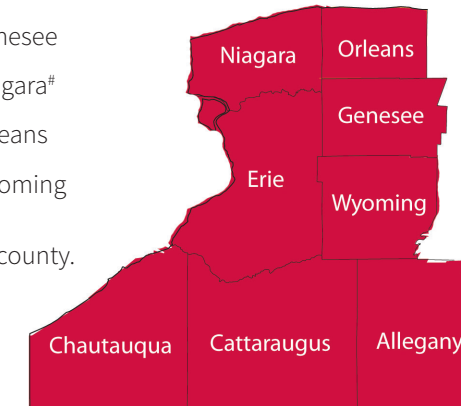 nesee
gara#
eans
oming
county.
Niagara
Orleans
Genesee
Erie
Wyoming
Chautauqua
Cattaraugus
Allegany